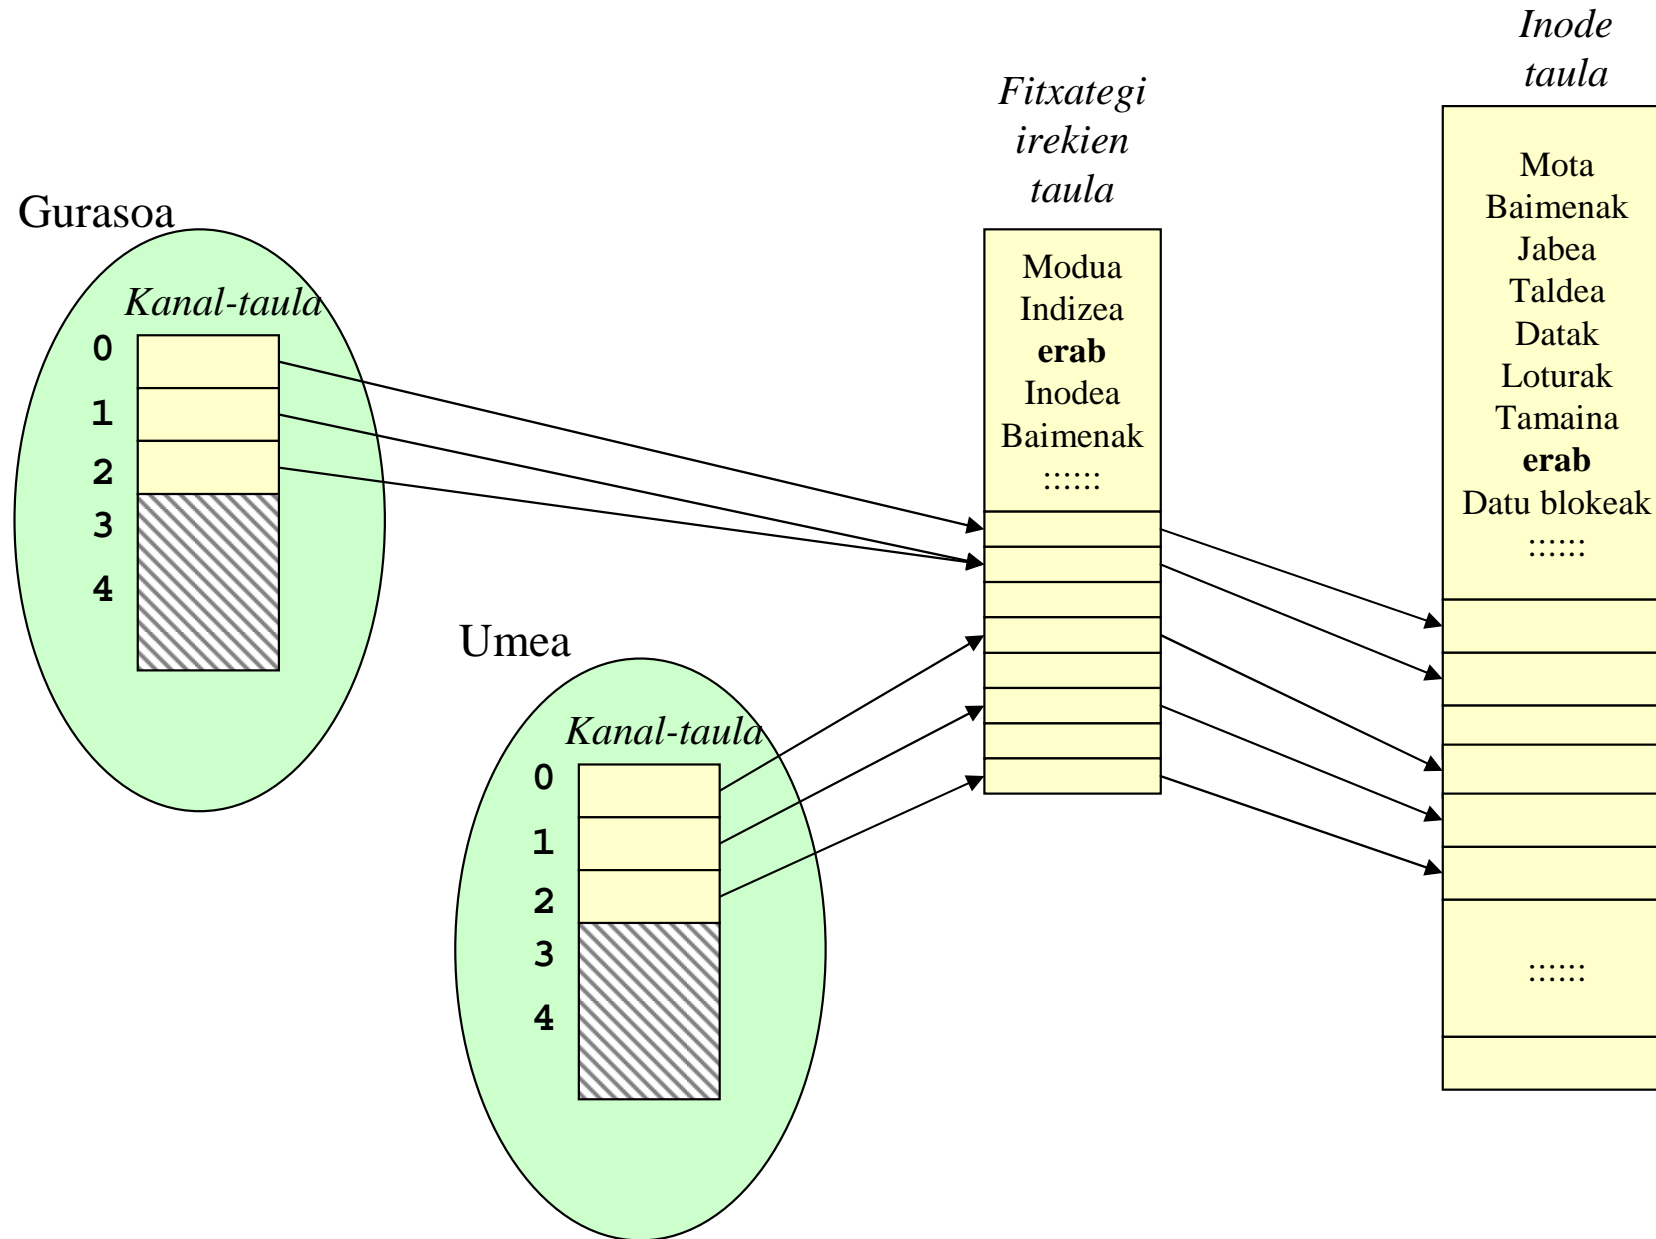 Inode
taula
Fitxategi
irekien
taula
Mota
Baimenak
Jabea
Taldea
Datak
Loturak
Tamaina
erab
Datu blokeak
::::::
Gurasoa
Modua
Indizea
erab
Inodea
Baimenak
::::::
Kanal-taula
0
1
2
3
4
Umea
Kanal-taula
0
1
2
3
4
::::::